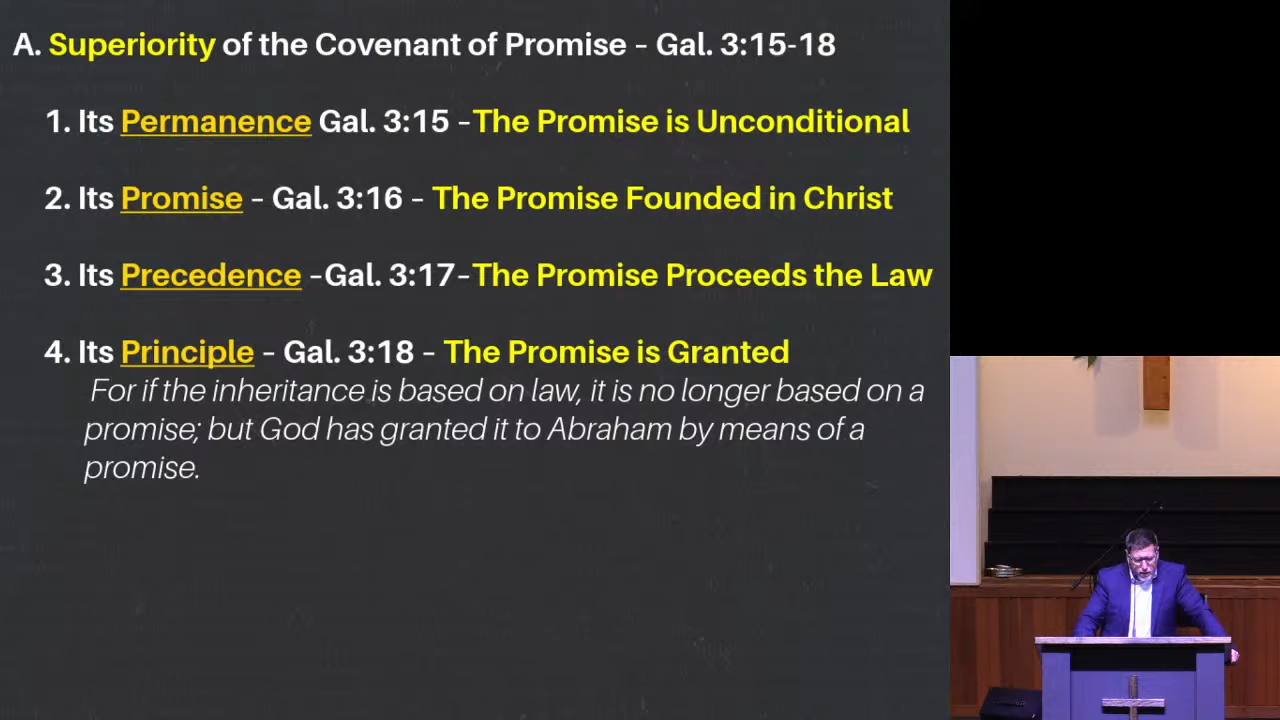 A. Superiority of the Covenant of Promise – Gal. 3:15-18
1. Its Permanence Gal. 3:15 –The Promise is Unconditional
2. Its Promise – Gal. 3:16 – The Promise Founded in Christ
3. Its Precedence –Gal. 3:17–The Promise Proceeds the Law
4. Its Principle – Gal. 3:18 – The Promise is Granted
For if the inheritance is based on law, it is no longer based on a
promise; but God has granted it to Abraham by means of a
promise.